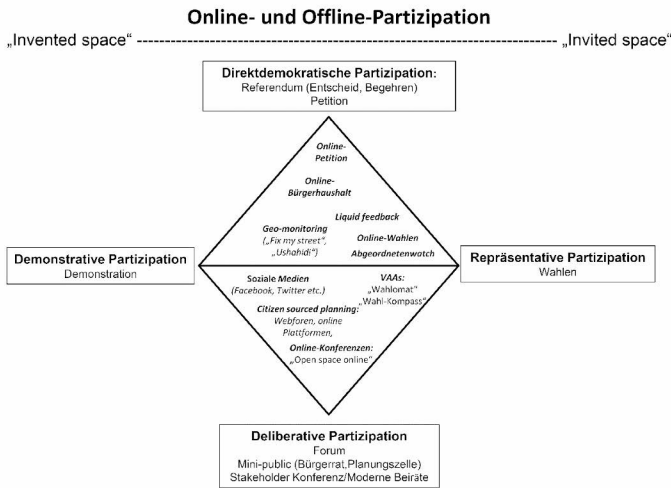 Online- und Offline-Partizipation
„Invented space“ ---------------------------------------------------------------------- „Invited space“
Direktdemokratische Partizipation:
Referendum (Entscheid, Begehren)
Petition
Online-
Petition
Online-
Bürgerhaushalt
Liquid feedback
Geo-monitoring
(„Fix my street“,
„Ushahidi“)
Online-Wahlen
Abgeordnetenwatch
Demonstrative Partizipation
Demonstration
Repräsentative Partizipation
Wahlen
Soziale Medien
(Facebook, Twitter etc.)
VAAs:
„Wahlomat“
„Wahl-Kompass“
Citizen sourced planning:
Webforen, online
Plattformen,
Online-Konferenzen:
„Open space online“
Deliberative Partizipation
Forum
Mini-public (Bürgerrat,Planungszelle)
Stakeholder Konferenz/Moderne Beiräte